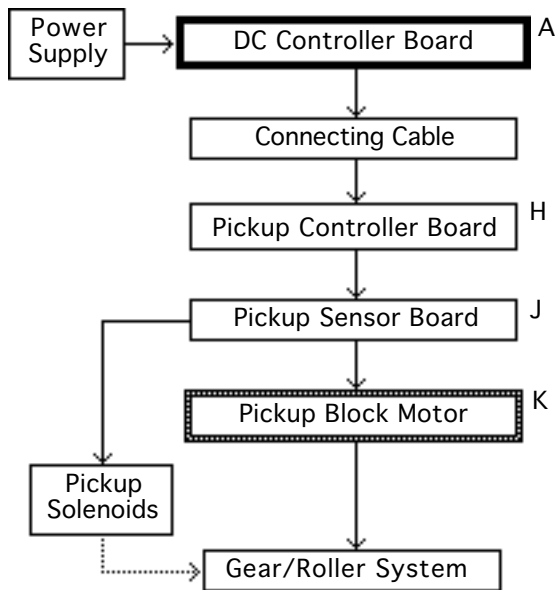 Power
Supply
DC Controller Board
A
Connecting Cable
Pickup Controller Board
H
Pickup Sensor Board
J
Pickup Block Motor
K
Pickup
Solenoids
Gear/Roller System